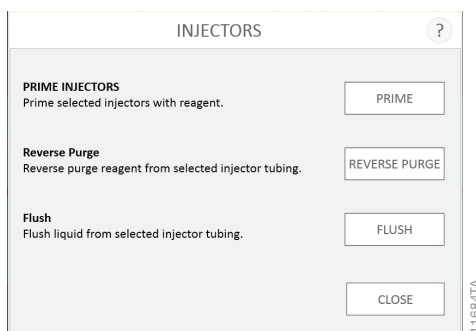 INJECTORS
?
PRIME INJECTORS
Prime selected injectors with reagent.
PRIME
Reverse Purge
Reverse purge reagent from selected injector tubing.
REVERSE PURGE
Flush
Flush liquid from selected injector tubing.
FLUSH
CLOSE
1684TA